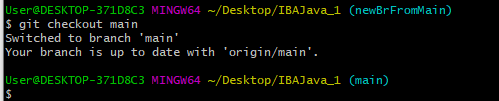 User@DESKTOP-371D8C3 MINGW64 ~/Desktop/IBAJava_1 (newBrFromMain)
$ git checkout main
Switched to branch 'main'
Your branch is up to date with 'origin/main'.
User@DESKTOP-371D8C3 MINGW64 ~/Desktop/IBAJava_1 (main)
$